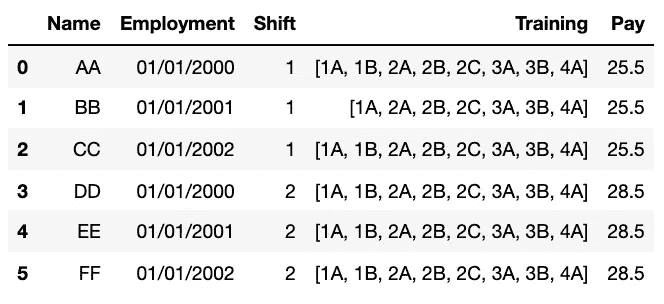 Name Employment Shift Training Pay
0 AA 01/01/2000 1 [1A, 1B, 2A, 2B, 2C, 3A, 3B, 4A] 25.5
1 BB 01/01/2001 1 [1A, 2A, 2B, 2C, 3A, 3B, 4A] 25.5
2 CC 01/01/2002 1 [1A, 1B, 2A, 2B, 2C, 3A, 3B, 4A] 25.5
3 DD 01/01/2000 2 [1A, 1B, 2A, 2B, 2C, 3A, 3B, 4A] 28.5
4 EE 01/01/2001 2 [1A, 1B, 2A, 2B, 2C, 3A, 3B, 4A] 28.5
5 FF 01/01/2002 2 [1A, 1B, 2A, 2B, 2C, 3A, 3B, 4A] 28.5